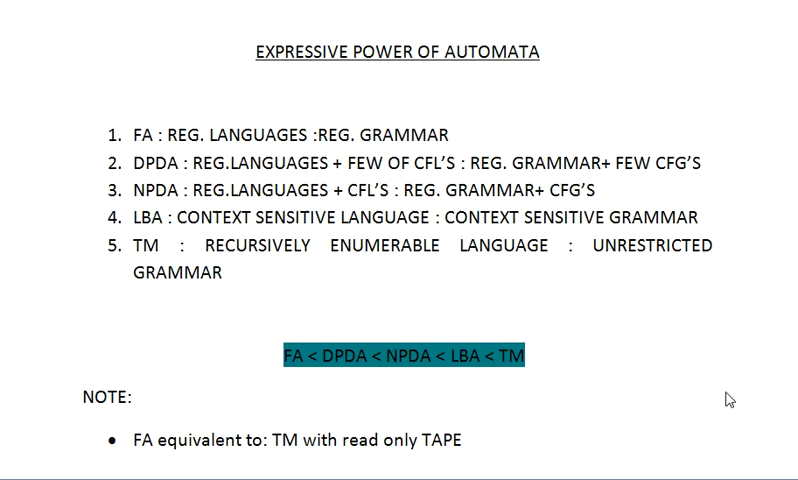 EXPRESSIVE POWER OF AUTOMATA
1. FA : REG. LANGUAGES :REG. GRAMMAR
2. DPDA : REG.LANGUAGES + FEW OF CFL’S : REG. GRAMMAR+ FEW CFG’S
3. NPDA : REG.LANGUAGES + CFL’S : REG. GRAMMAR+ CFG’S
4. LBA : CONTEXT SENSITIVE LANGUAGE : CONTEXT SENSITIVE GRAMMAR
5. TM : RECURSIVELY ENUMERABLE LANGUAGE : UNRESTRICTED
GRAMMAR
FA < DPDA < NPDA < LBA < TM
NOTE:
• FA equivalent to: TM with read only TAPE